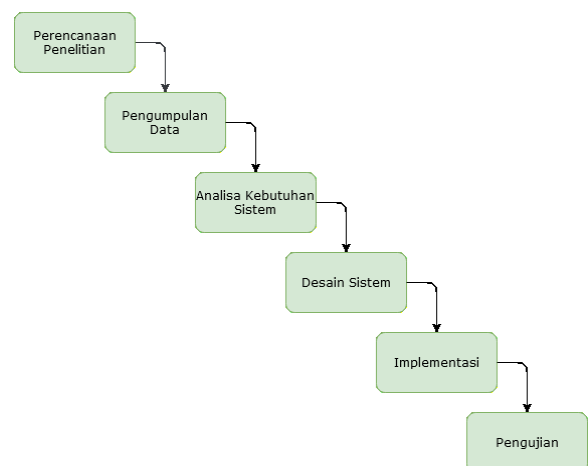 Perencanaan
Penelitian
Pengumpulan
Data
Analisa Kebutuhan
Sistem
Desain Sistem
Implementasi
Pengujian